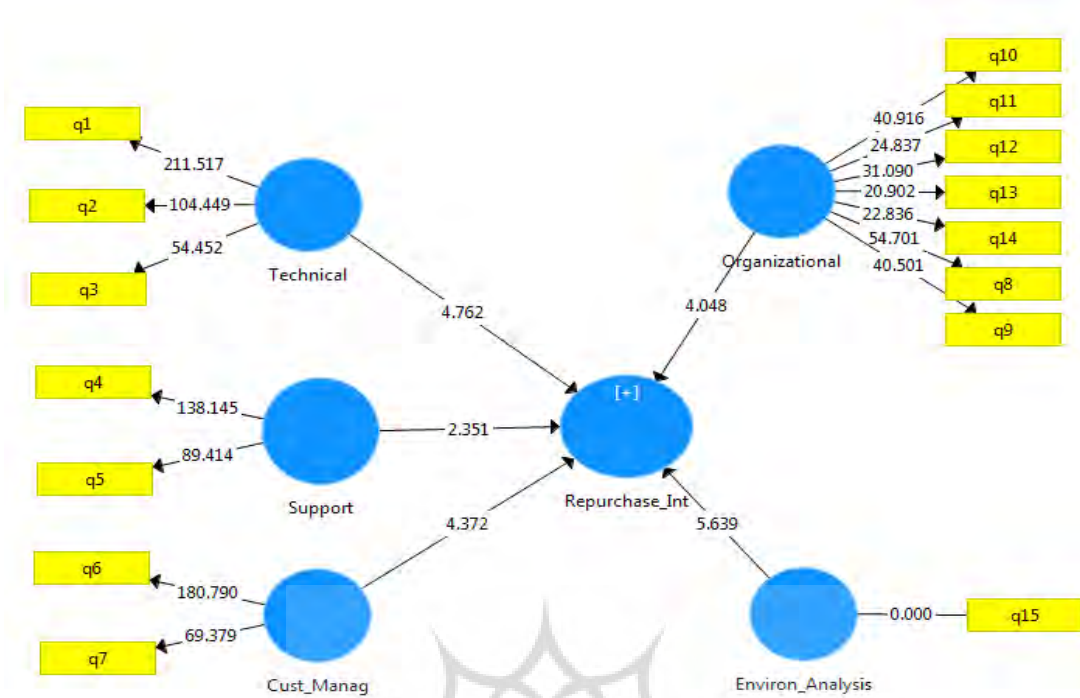 q1
211.517
q2
104.449
54.452
q3
Technical
4.762
q10
q11
40.916
24.837
q12
31.090
20.902
q13
22.836
q14
54.701
Organizational
40.501
q8
q9
4.048
[+]
Repurchase_Int
q4
138.145
89.414
q5
Support
2.351
q6
180.790
69.379
q7
Cust_Manag
4.372
5.639
0.000
q15
Environ_Analysis